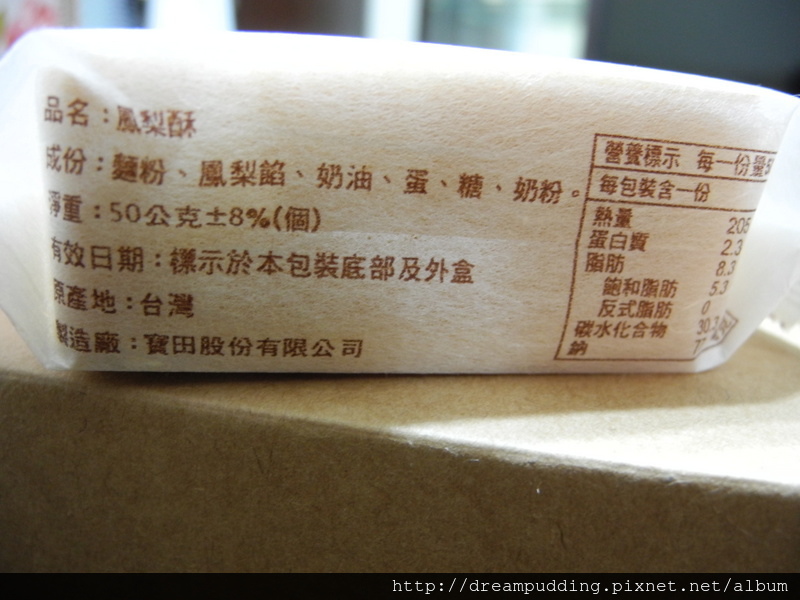 品名：鳳梨酥
成份：麵粉、鳳梨餡、奶油、蛋、糖、奶粉。
淨重：50公克±8%(個)
有效日期：標示於本包裝底部及外盒
原產地：台灣
製造廠：寶田股份有限公司
營養標示 每一份量
每包裝含一份
熱量 205
蛋白質 2.3
脂肪 8.3
飽和脂肪 5.3
反式脂肪 0
碳水化合物 30.3
鈉
http://dreampudding.pixnet.net/album